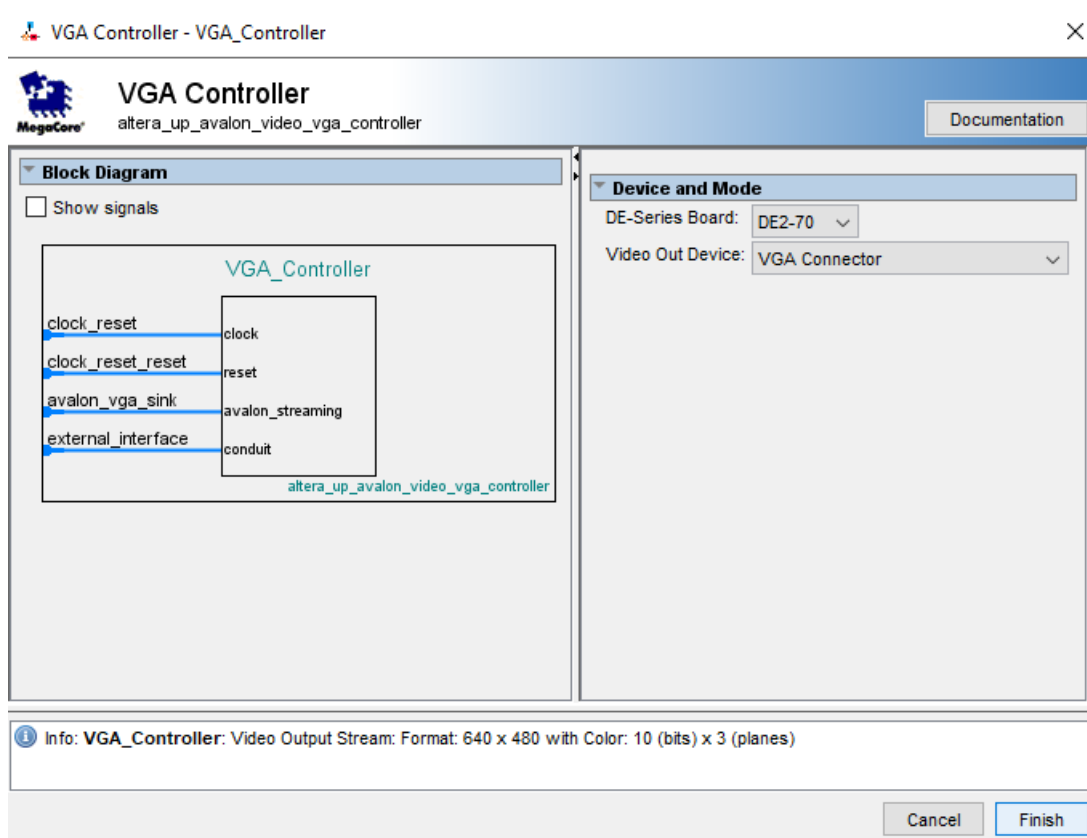 VGA Controller - VGA_Controller
VGA Controller
altera_up_avalon_video_vga_controller
MegaCore®
Documentation
Block Diagram
Show signals
VGA_Controller
clock_reset
clock
clock_reset_reset
reset
avalon_vga_sink
avalon_streaming
external_interface
conduit
altera_up_avalon_video_vga_controller
Device and Mode
DE-Series Board: DE2-70
Video Out Device: VGA Connector
Info: VGA_Controller: Video Output Stream: Format: 640 x 480 with Color: 10 (bits) x 3 (planes)
Cancel Finish